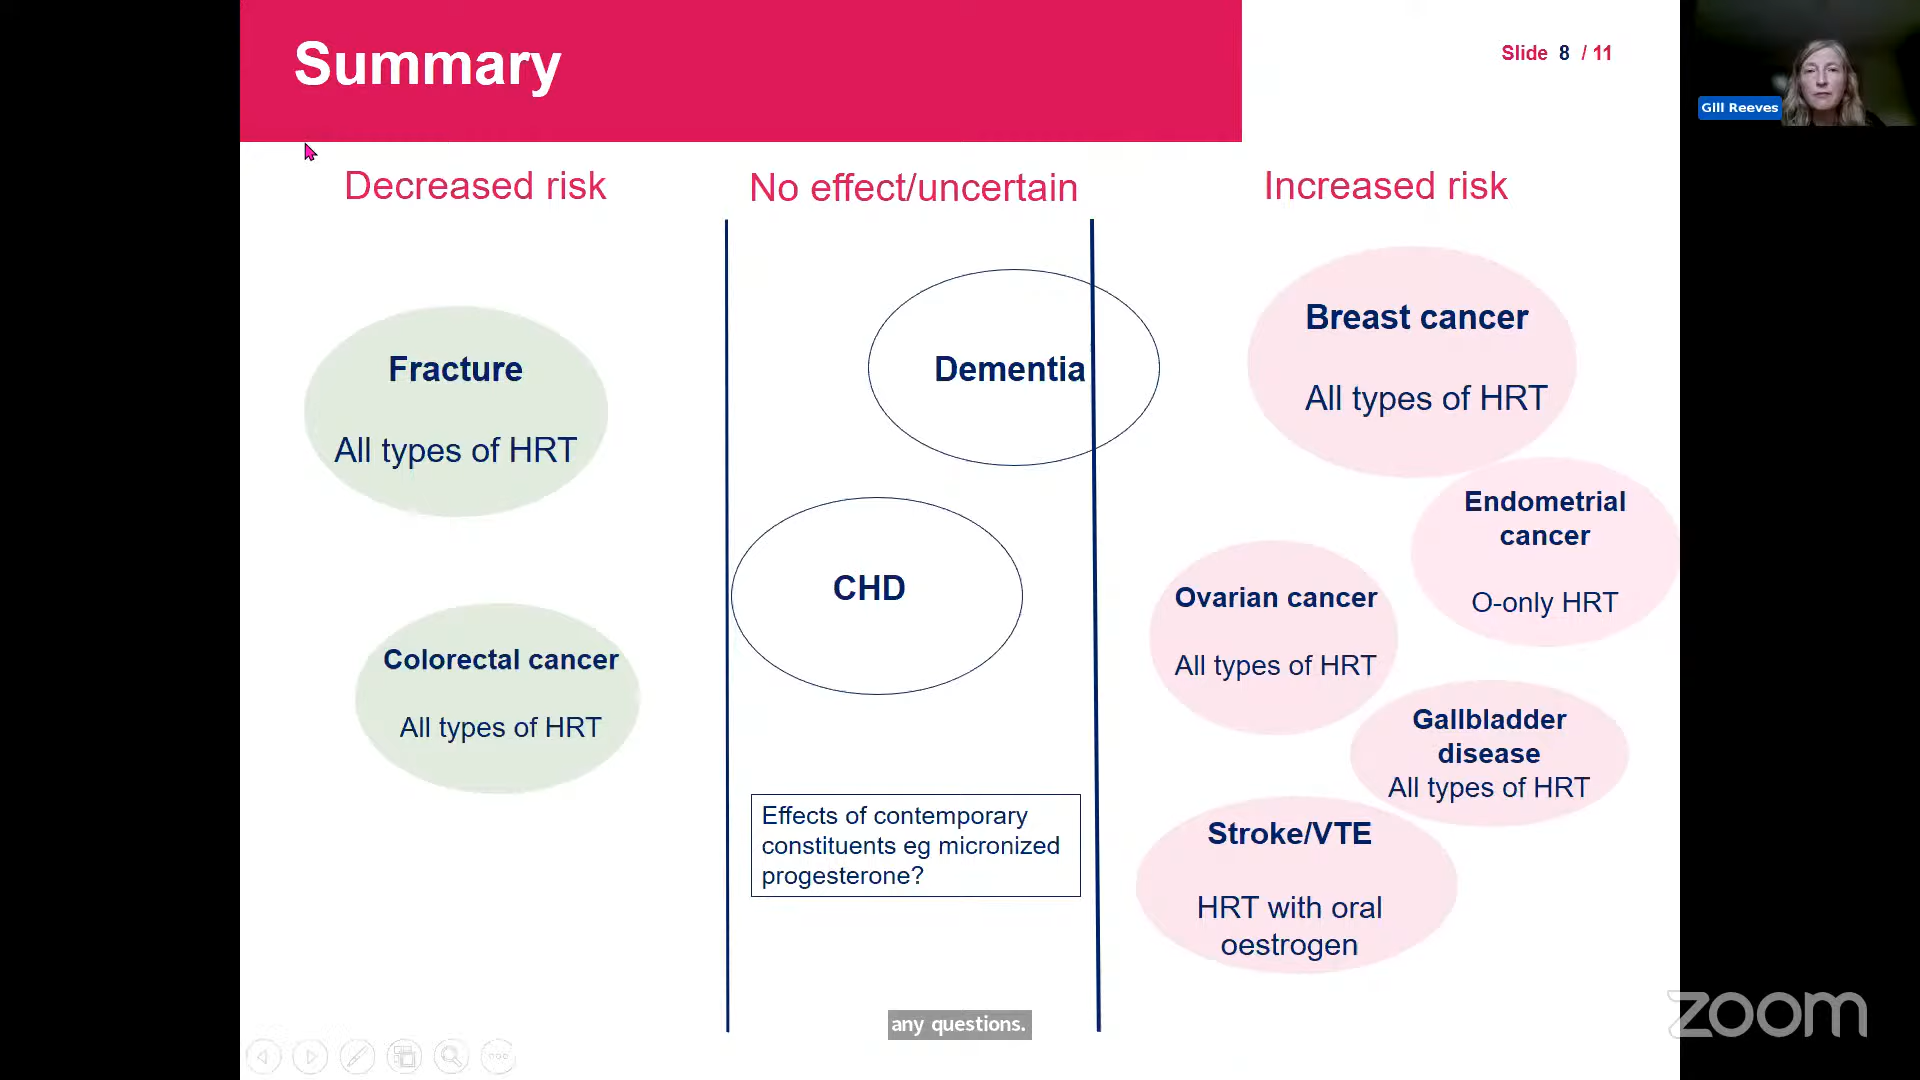 Summary
Slide 8 / 11
GIll Reeves
Decreased risk
No effect/uncertain
Increased risk
Fracture
All types of HRT
Colorectal cancer
All types of HRT
Dementia
CHD
Effects of contemporary
constituents eg micronized
progesterone?
Breast cancer
All types of HRT
Endometrial
cancer
O-only HRT
Ovarian cancer
All types of HRT
Gallbladder
disease
All types of HRT
Stroke/VTE
HRT with oral
oestrogen
any questions.
zoom